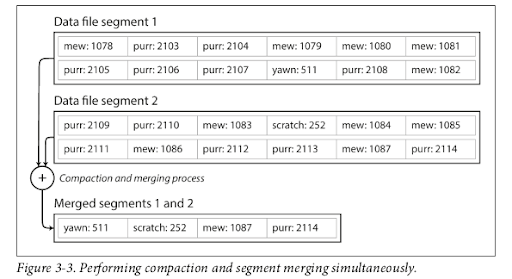 Data file segment 1
mew: 1078 purr: 2103 purr: 2104 mew: 1079 mew: 1080 mew: 1081
purr: 2105 purr: 2106 purr: 2107 yawn: 511 purr: 2108 mew: 1082
Data file segment 2
purr: 2109 purr: 2110 mew: 1083 scratch: 252 mew: 1084 mew: 1085
purr: 2111 mew: 1086 purr: 2112 purr: 2113 mew: 1087 purr: 2114
+ Compaction and merging process
Merged segments 1 and 2
yawn: 511 scratch: 252 mew: 1087 purr: 2114
Figure 3-3. Performing compaction and segment merging simultaneously.